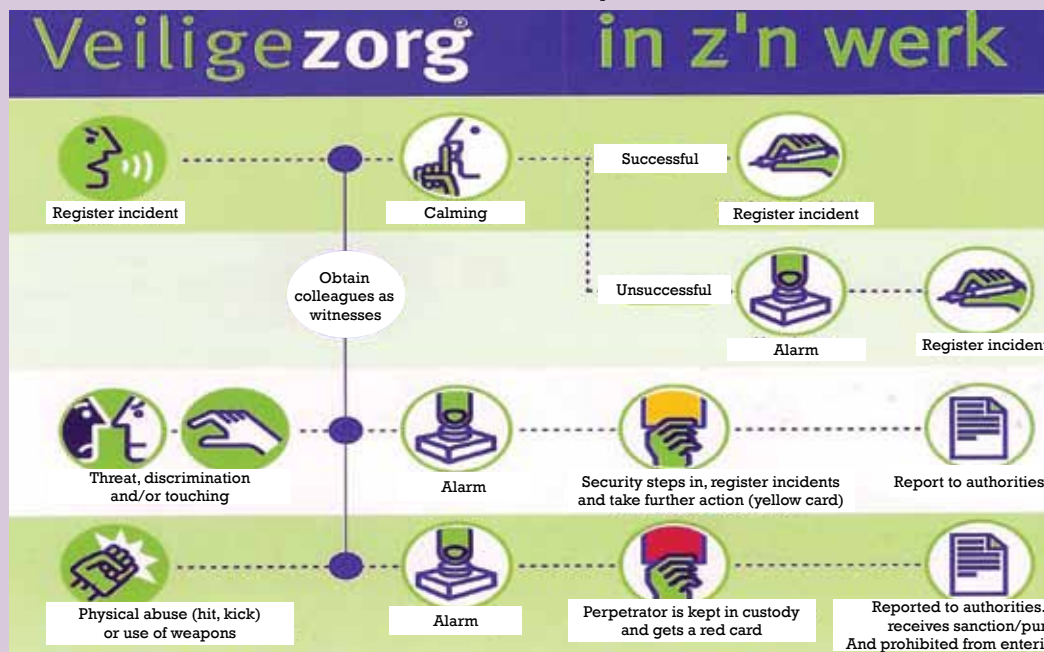 Veiligezorg® in z'n werk
Successful
Register incident
Calming
Register incident
Obtain
colleagues as
witnesses
Unsuccessful
Alarm
Register incident
Threat, discrimination
and/or touching
Alarm
Security steps in, register incidents
and take further action (yellow card)
Report to authorities
Physical abuse (hit, kick)
or use of weapons
Alarm
Perpetrator is kept in custody
and gets a red card
Reported to authorities.
receives sanction/pun
And prohibited from enteri